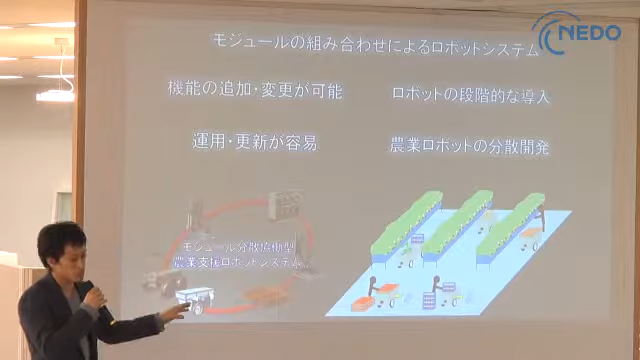 NEDO
モジュールの組み合わせによるロボットシステム
機能の追加・変更が可能
ロボットの段階的な導入
運用・更新が容易
農業ロボットの分散開発
モジュール分散協働型
農業支援ロボットシステム